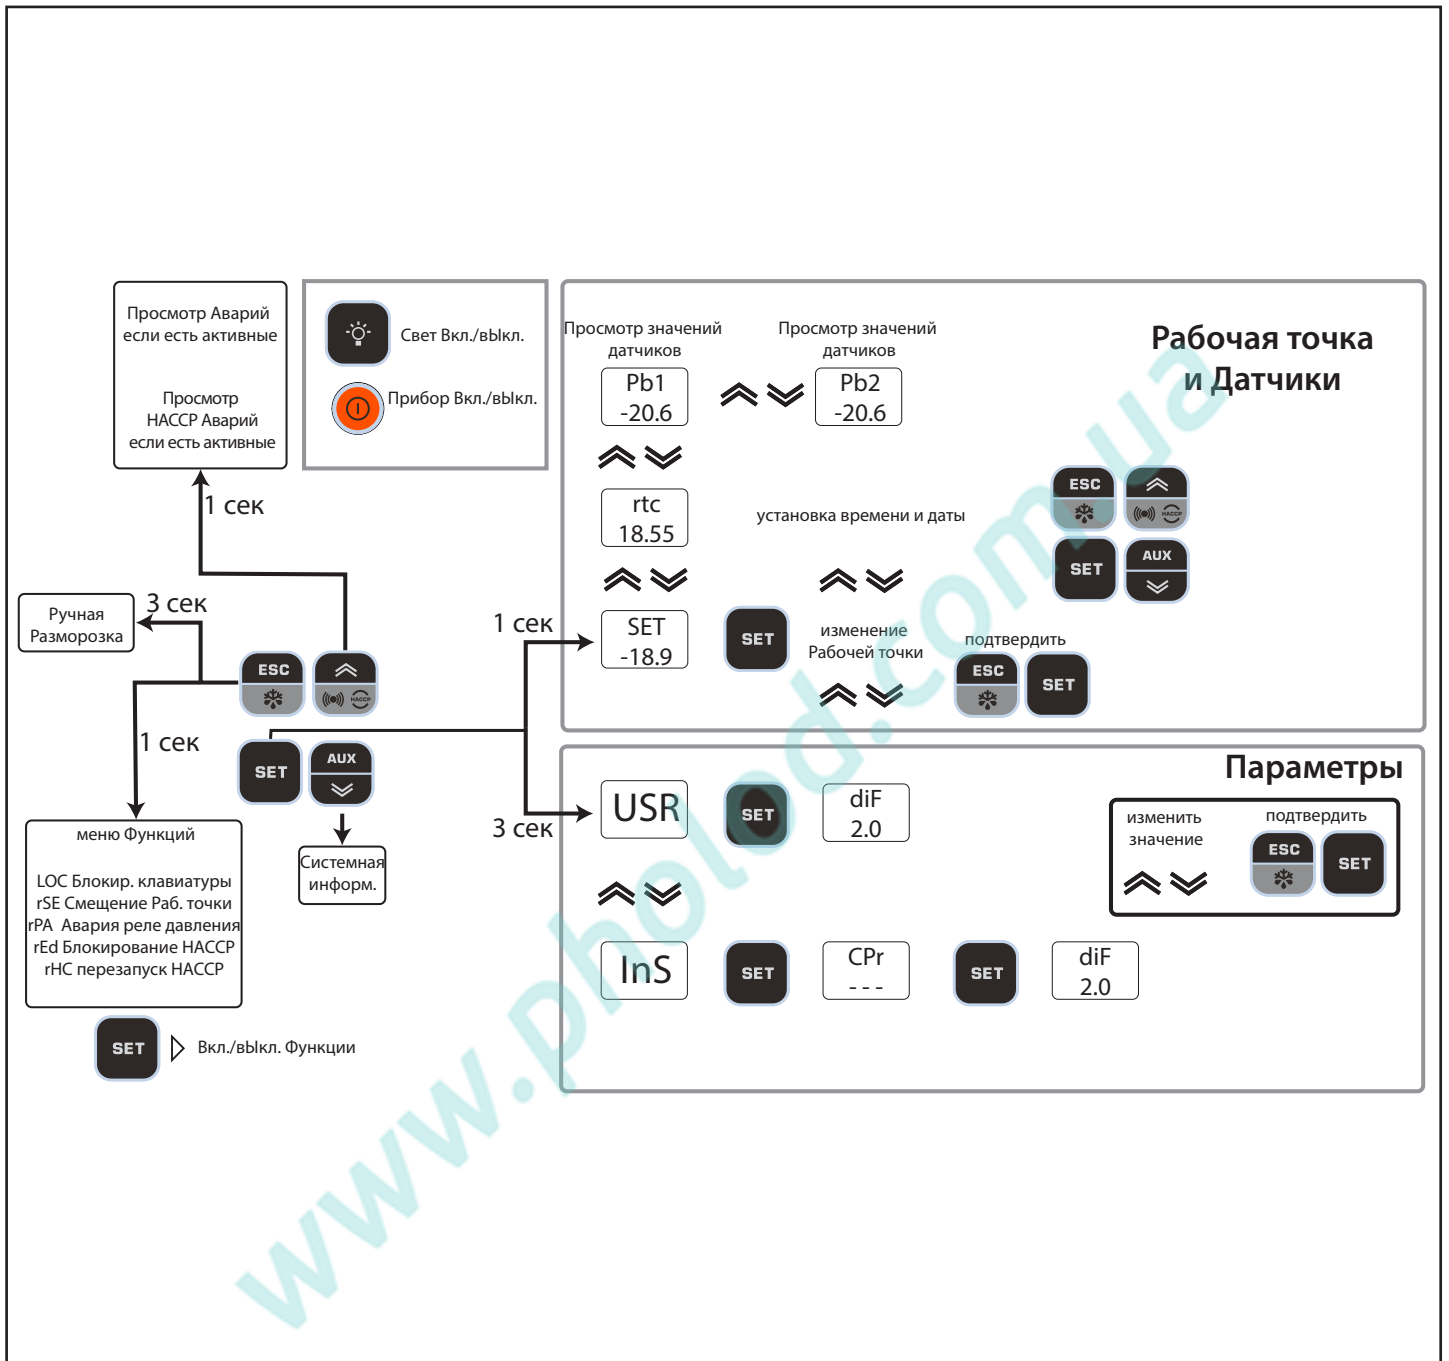 Просмотр Аварий
если есть активные
Просмотр
HACCP Аварий
если есть активные
Свет Вкл./вЫкл.
Прибор Вкл./вЫкл.
1 сек
3 сек
Ручная
Разморозка
ESC
HACCP
1 сек
SET
AUX
меню Функций
LOC Блокир. клавиатуры
rSE Смещение Раб. точки
rPA Авария реле давления
rEd Блокирование HACCP
rHC перезапуск HACCP
Системная
информ.
SET
Вкл./вЫкл. Функции
1 сек
3 сек
Рабочая точка
и Датчики
Просмотр значений
датчиков
Просмотр значений
датчиков
Pb1
-20.6
Pb2
-20.6
rtc
18.55
установка времени и даты
ESC
HACCP
SET
AUX
SET
-18.9
SET
изменение
Рабочей точки
подтвердить
ESC
SET
Параметры
USR
SET
diF
2.0
изменить
значение
подтвердить
ESC
SET
InS
SET
CPr
- - -
SET
diF
2.0
www.pholod.com.ua